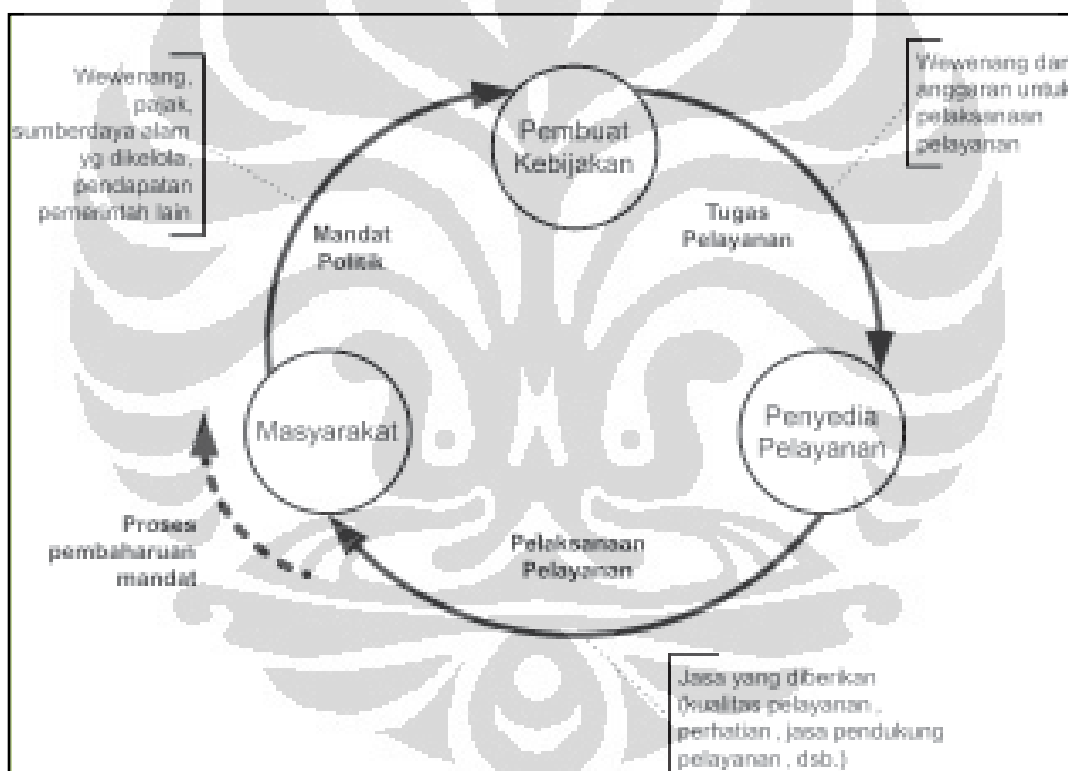 Wewenang,
pajak,
sumberdaya alam
yg dikelola,
pendapatan
pemerintah lain
Pembuat
Kebijakan
Wewenang dan
anggaran untuk
pelaksanaan
pelayanan
Mandat
Politik
Tugas
Pelayanan
Masyarakat
Penyedia
Pelayanan
Proses
pembaharuan
mandat
Pelaksanaan
Pelayanan
Jasa yang diberikan
(kualitas pelayanan ,
perhatian , jasa pendukung
pelayanan , dsb.)